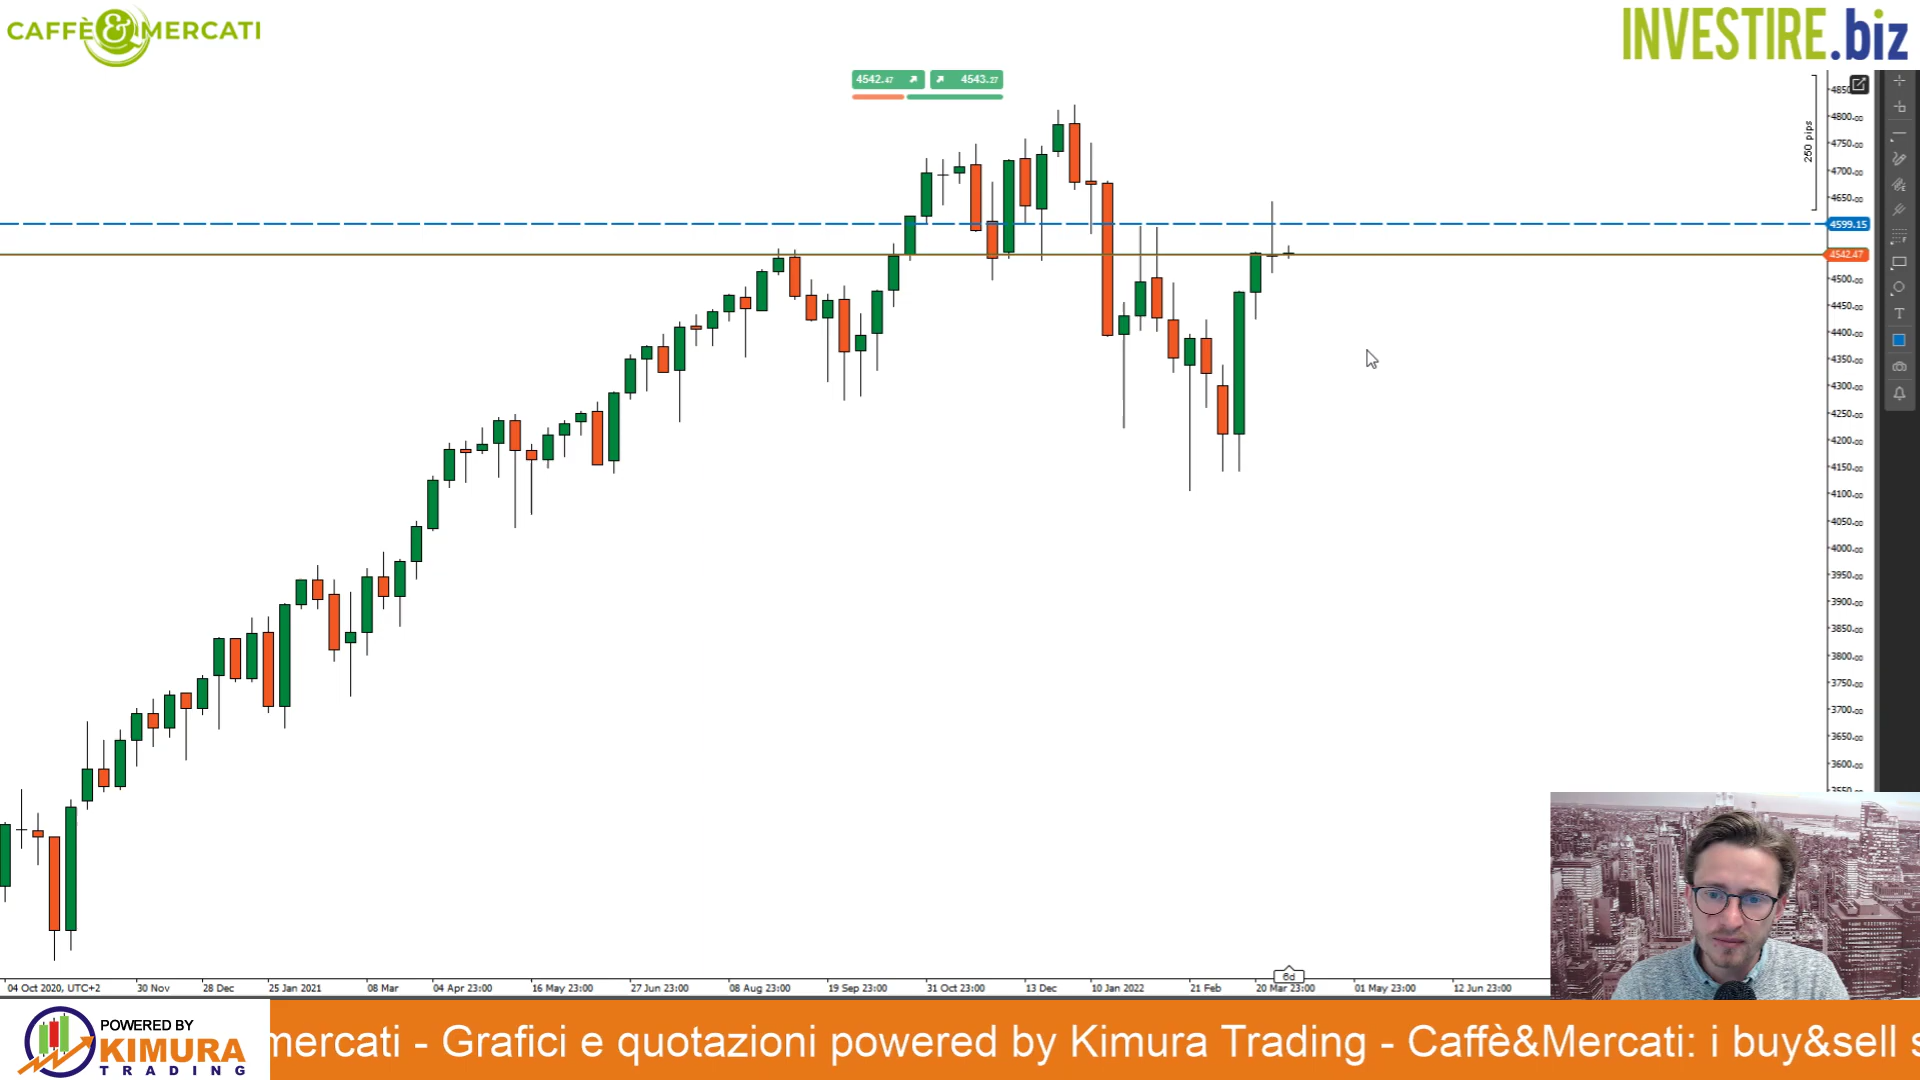 CAFFÈ & MERCATI
INVESTIRE.biz
4542.47
4543.27
250 pips
4850
4800.00
4750.00
4700.00
4650.00
4599.15
4542.47
4500.00
4450.00
4400.00
4350.00
4300.00
4250.00
4200.00
4150.00
4100.00
4050.00
4000.00
3950.00
3900.00
3850.00
3800.00
3750.00
3700.00
3650.00
3600.00
3550.00
T
6d
04 Oct 2020, UTC+2 30 Nov 28 Dec 25 Jan 2021 08 Mar 04 Apr 23:00 16 May 23:00 27 Jun 23:00 08 Aug 23:00 19 Sep 23:00 31 Oct 23:00 13 Dec 10 Jan 2022 21 Feb 20 Mar 23:00 01 May 23:00 12 Jun 23:00
POWERED BY
KIMURA
TRADING
mercati - Grafici e quotazioni powered by Kimura Trading - Caffè&Mercati: i buy&sell s